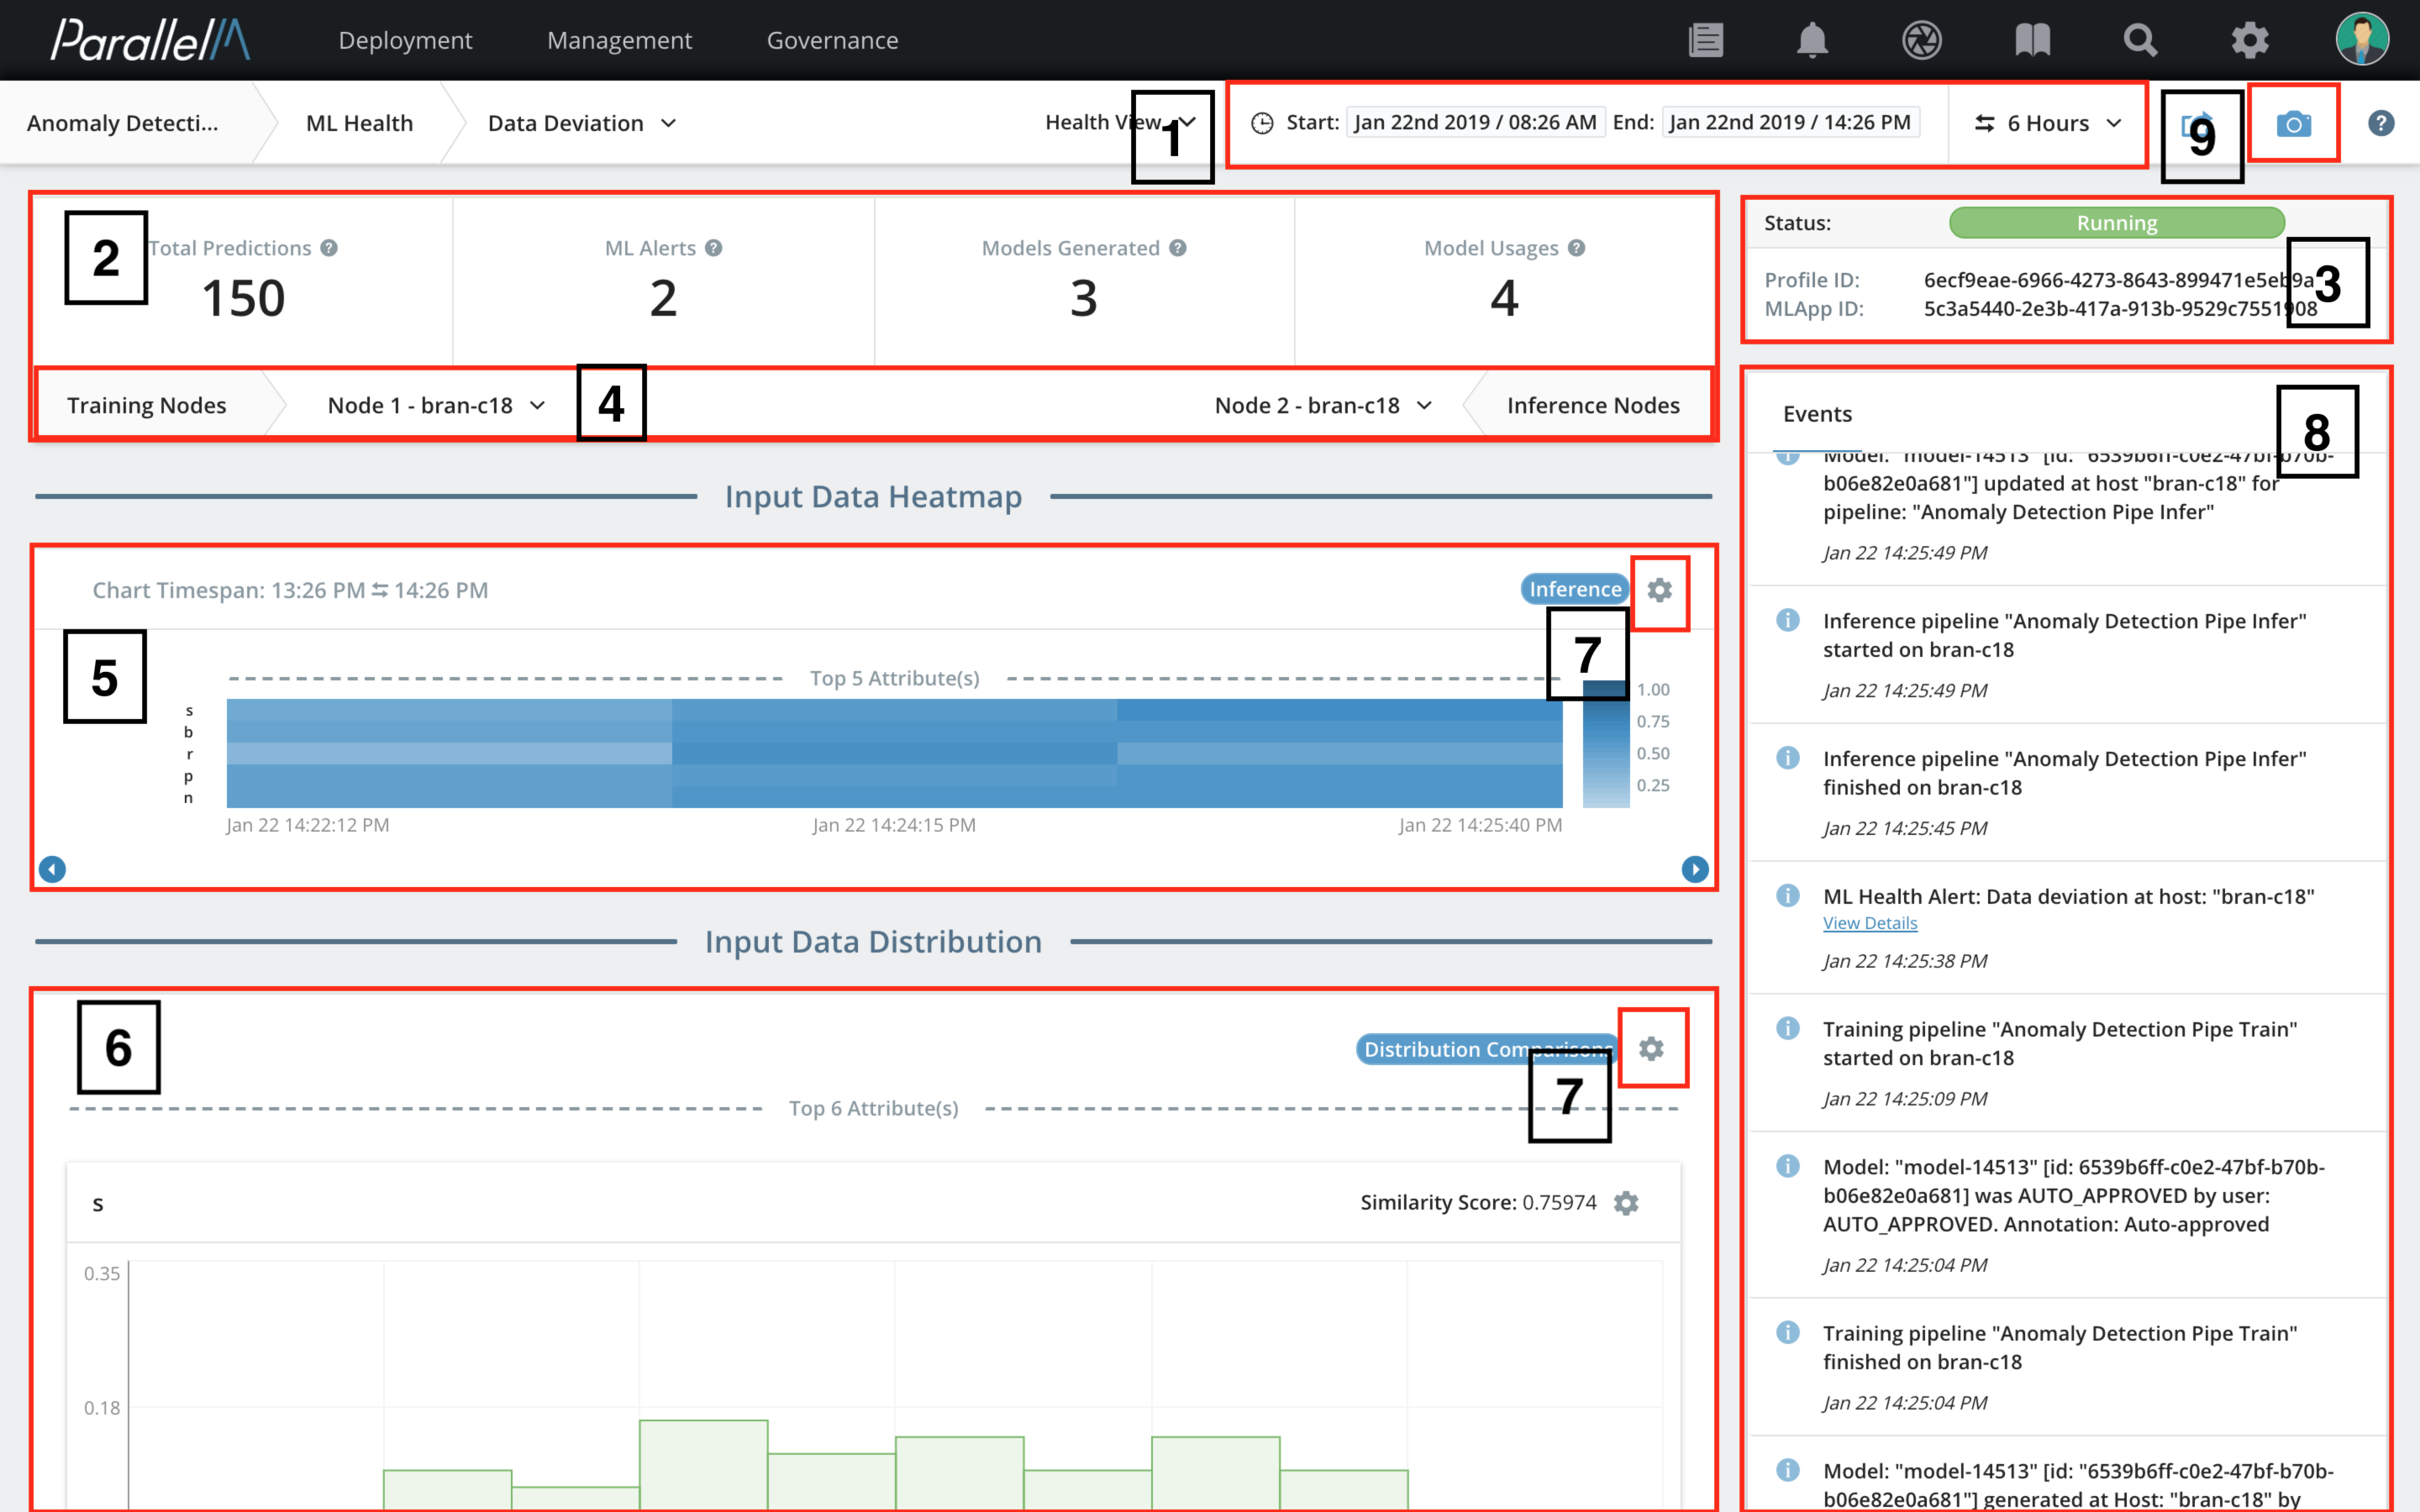 ParallelM
Deployment
Management
Governance
Anomaly Detecti...
ML Health
Data Deviation
Health View
1
Start: Jan 22nd 2019 / 08:26 AM End: Jan 22nd 2019 / 14:26 PM
6 Hours
9
?
2
Total Predictions ?
150
ML Alerts ?
2
Models Generated ?
3
Model Usages ?
4
Status: Running
3
Profile ID: 6ecf9eae-6966-4273-8643-899471e5eb9a
MLApp ID: 5c3a5440-2e3b-417a-913b-9529c7551908
Training Nodes
Node 1 - bran-c18
4
Node 2 - bran-c18
Inference Nodes
Input Data Heatmap
Chart Timespan: 13:26 PM ⇆ 14:26 PM
Inference
7
5
Top 5 Attribute(s)
s
b
r
p
n
1.00
0.75
0.50
0.25
Jan 22 14:22:12 PM
Jan 22 14:24:15 PM
Jan 22 14:25:40 PM
Input Data Distribution
6
Distribution Comparisons
7
Top 6 Attribute(s)
s
Similarity Score: 0.75974
0.35
0.18
Events
8
Model: "model-14513" [id: "6539b6ff-c0e2-47bf-b70b-
b06e82e0a681"] updated at host "bran-c18" for
pipeline: "Anomaly Detection Pipe Infer"
Jan 22 14:25:49 PM
Inference pipeline "Anomaly Detection Pipe Infer"
started on bran-c18
Jan 22 14:25:49 PM
Inference pipeline "Anomaly Detection Pipe Infer"
finished on bran-c18
Jan 22 14:25:45 PM
ML Health Alert: Data deviation at host: "bran-c18"
View Details
Jan 22 14:25:38 PM
Training pipeline "Anomaly Detection Pipe Train"
started on bran-c18
Jan 22 14:25:09 PM
Model: "model-14513" [id: 6539b6ff-c0e2-47bf-b70b-
b06e82e0a681] was AUTO_APPROVED by user:
AUTO_APPROVED. Annotation: Auto-approved
Jan 22 14:25:04 PM
Training pipeline "Anomaly Detection Pipe Train"
finished on bran-c18
Jan 22 14:25:04 PM
Model: "model-14513" [id: "6539b6ff-c0e2-47bf-b70b-
b06e82e0a681"] generated at Host: "bran-c18" by